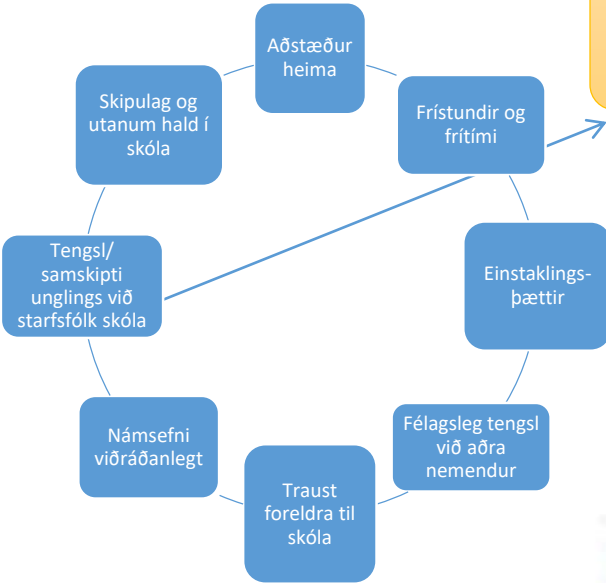 Aðstæður
heima
Frístundir og
frítími
Einstaklings-
þættir
Félagsleg tengsl
við aðra
nemendur
Traust
foreldra til
skóla
Námsefni
viðráðanlegt
Tengsl/
samskipti
unglings við
starfsfólk skóla
Skipulag og
utanum hald í
skóla